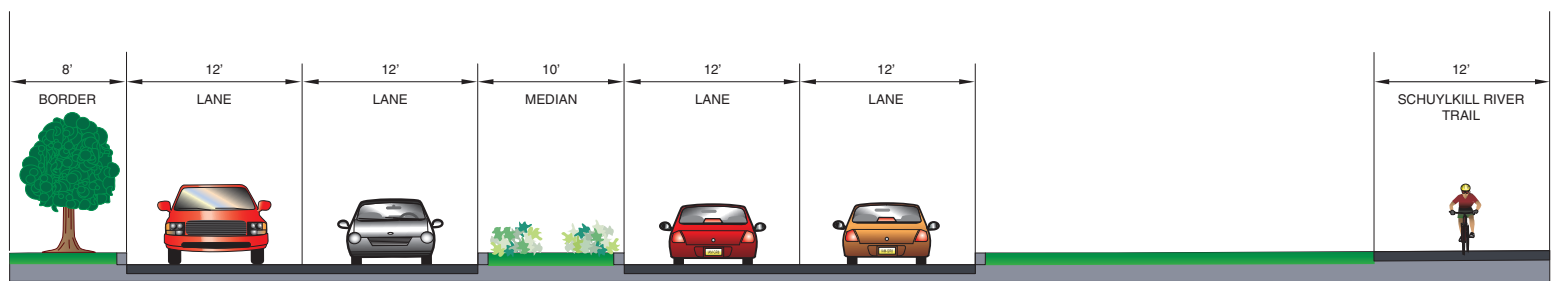 8' 12' 12' 10' 12' 12' 12'
BORDER LANE LANE MEDIAN LANE LANE SCHUYLKILL RIVER
TRAIL